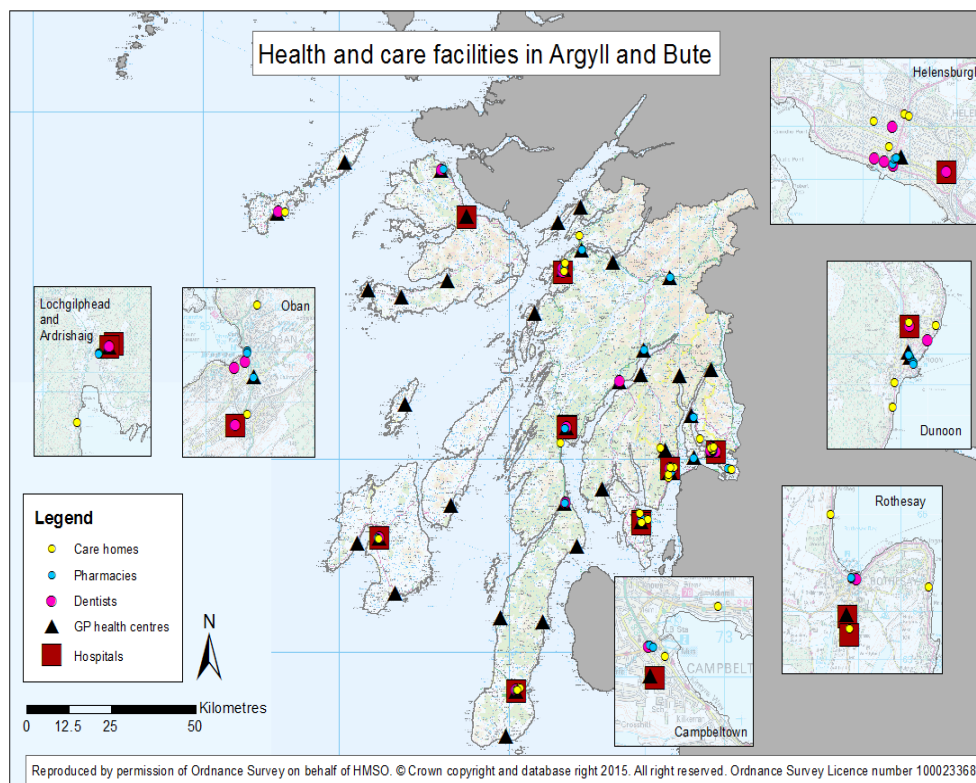 Health and care facilities in Argyll and Bute
Helensburgh
Lochgilphead
and
Ardrishaig
Oban
Dunoon
Rothesay
Legend
Care homes
Pharmacies
Dentists
GP health centres
Hospitals
N
Kilometres
0 12.5 25 50
CAMPBELT
Campbeltown
Reproduced by permission of Ordnance Survey on behalf of HMSO. © Crown copyright and database right 2015. All right reserved. Ordnance Survey Licence number 100023368